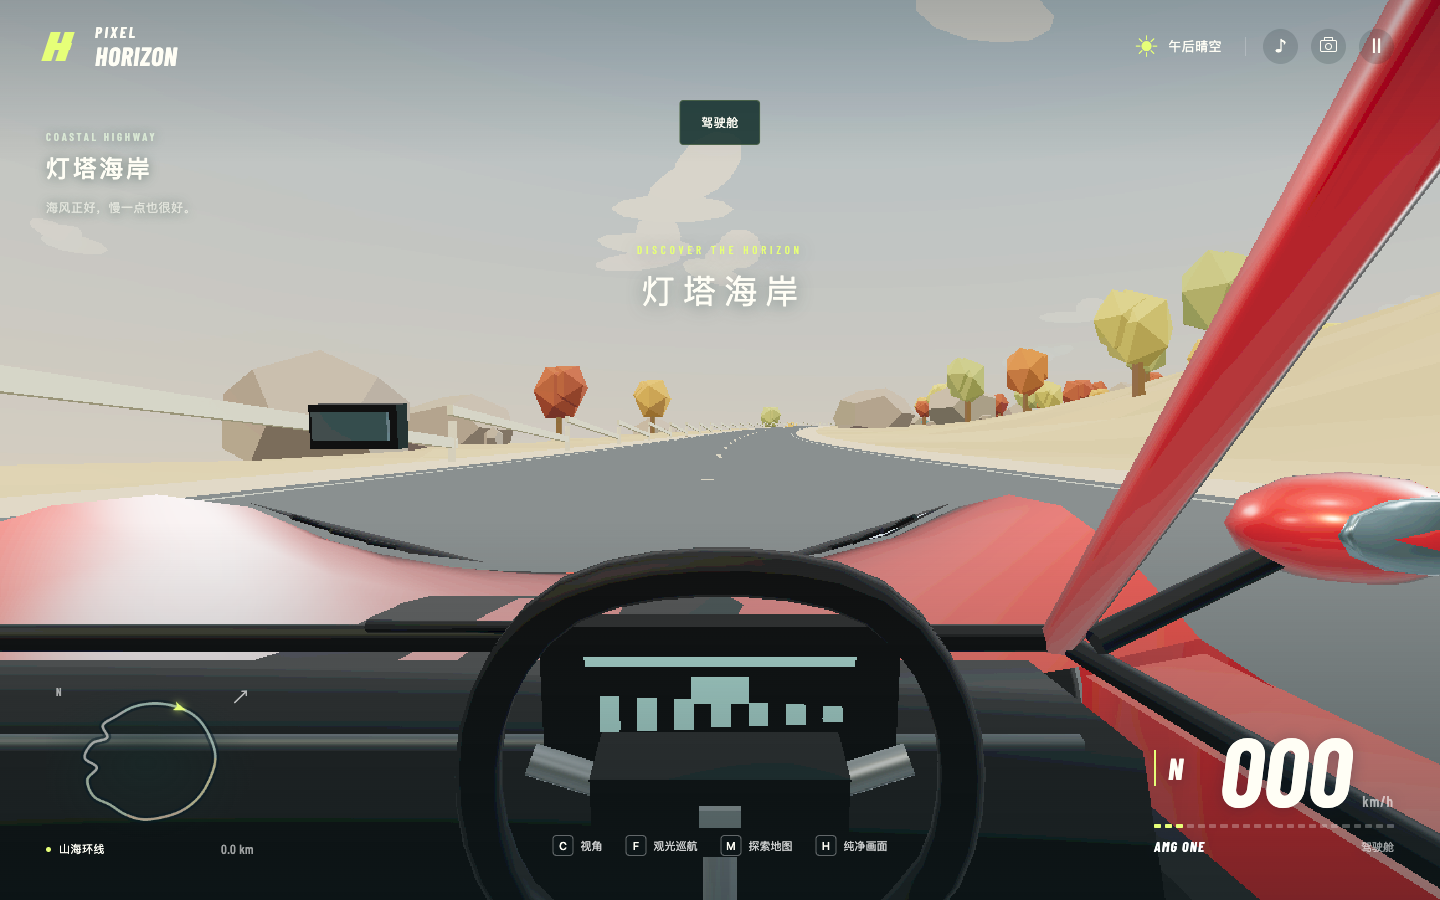 H PIXEL
HORIZON
午后晴空
COASTAL HIGHWAY
灯塔海岸
海风正好，慢一点也很好。
驾驶舱
DISCOVER THE HORIZON
灯塔海岸
N
山海环线
0.0 km
C 视角
F 观光巡航
M 探索地图
H 纯净画面
N 000 km/h
AMG ONE
驾驶舱